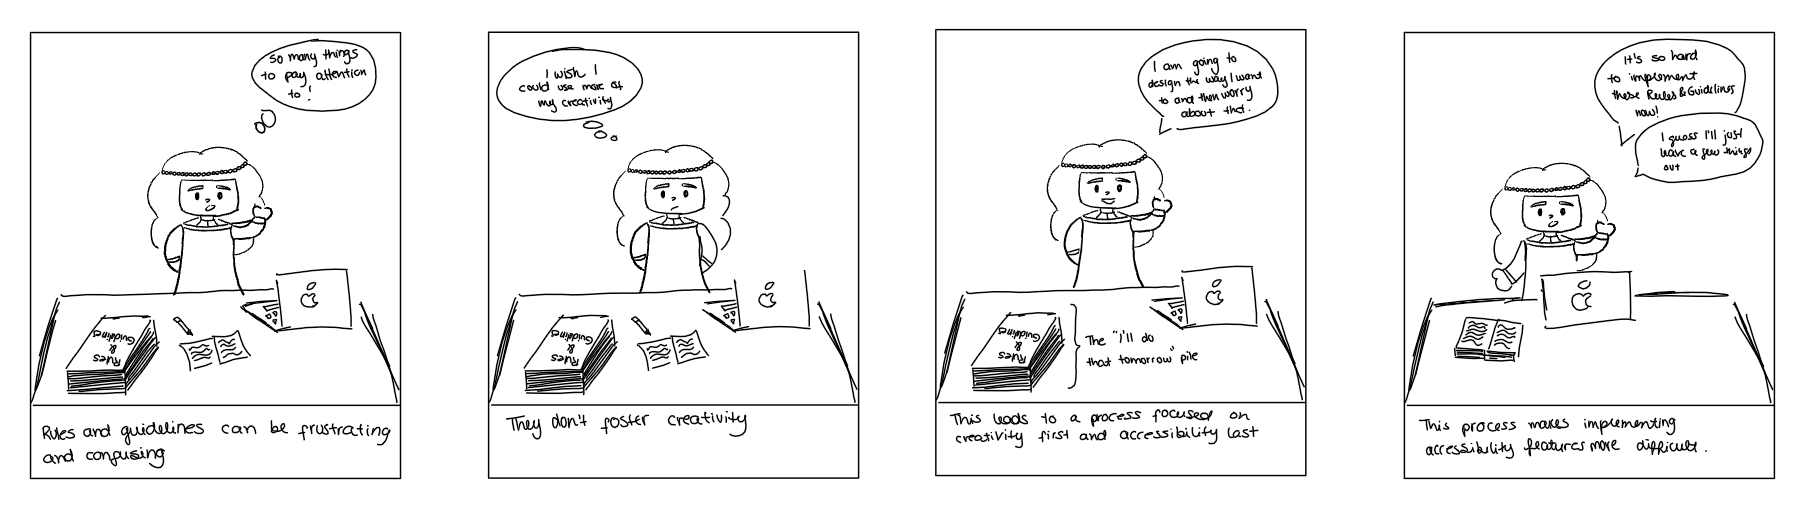 So many things
to pay attention
to!
Rules
&
Guidelines
Rules and guidelines can be frustrating
and confusing
I wish I
could use more of
my creativity
Rules
&
Guidelines
They don't foster creativity
I am going to
design the way I want
to and then worry
about that.
Rules
&
Guidelines
The "I'll do
that tomorrow" pile
This leads to a process focused on
creativity first and accessibility last
It's so hard
to implement
these Rules & Guidelines
now!
I guess I'll just
leave a few things
out
This process makes implementing
accessibility features more difficult.